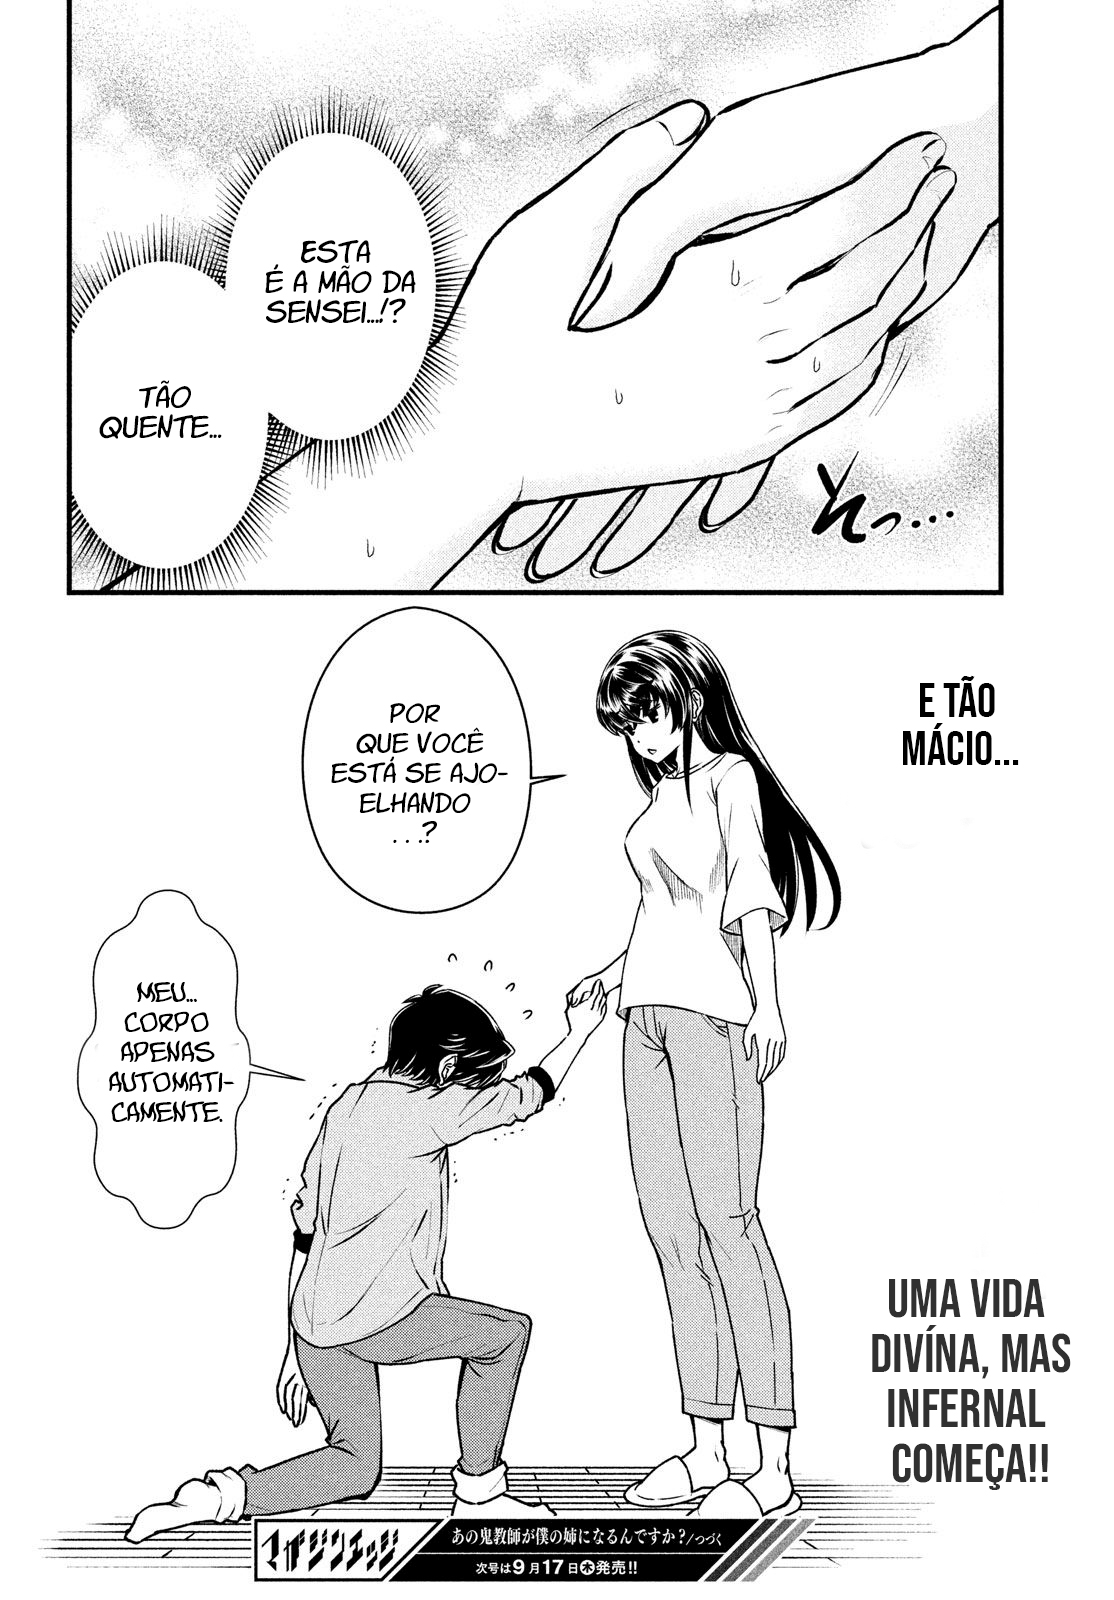 ESTA
É A MÃO DA
SENSEI...!?
TÃO
QUENTE...
そっ...
E TÃO
MÁCIO...
POR
QUE VOCÊ
ESTÁ SE AJO-
ELHANDO
...?
MEU...
CORPO
APENAS
AUTOMATI-
CAMENTE.
UMA VIDA
DIVÍNA, MAS
INFERNAL
COMEÇA!!
マガジンエッジ
あの鬼教師が僕の姉になるんですか?/つづく
次号は9月17日㊍発売!!